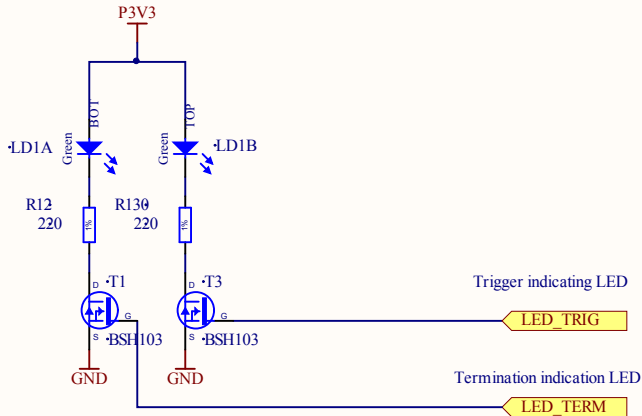 P3V3
BOT
TOP
LD1A
Green
Green
LD1B
R12
220
1%
R130
220
1%
D
T1
D
T3
Trigger indicating LED
G
G
LED_TRIG
S
BSH103
S
BSH103
GND
GND
Termination indication LED
LED_TERM